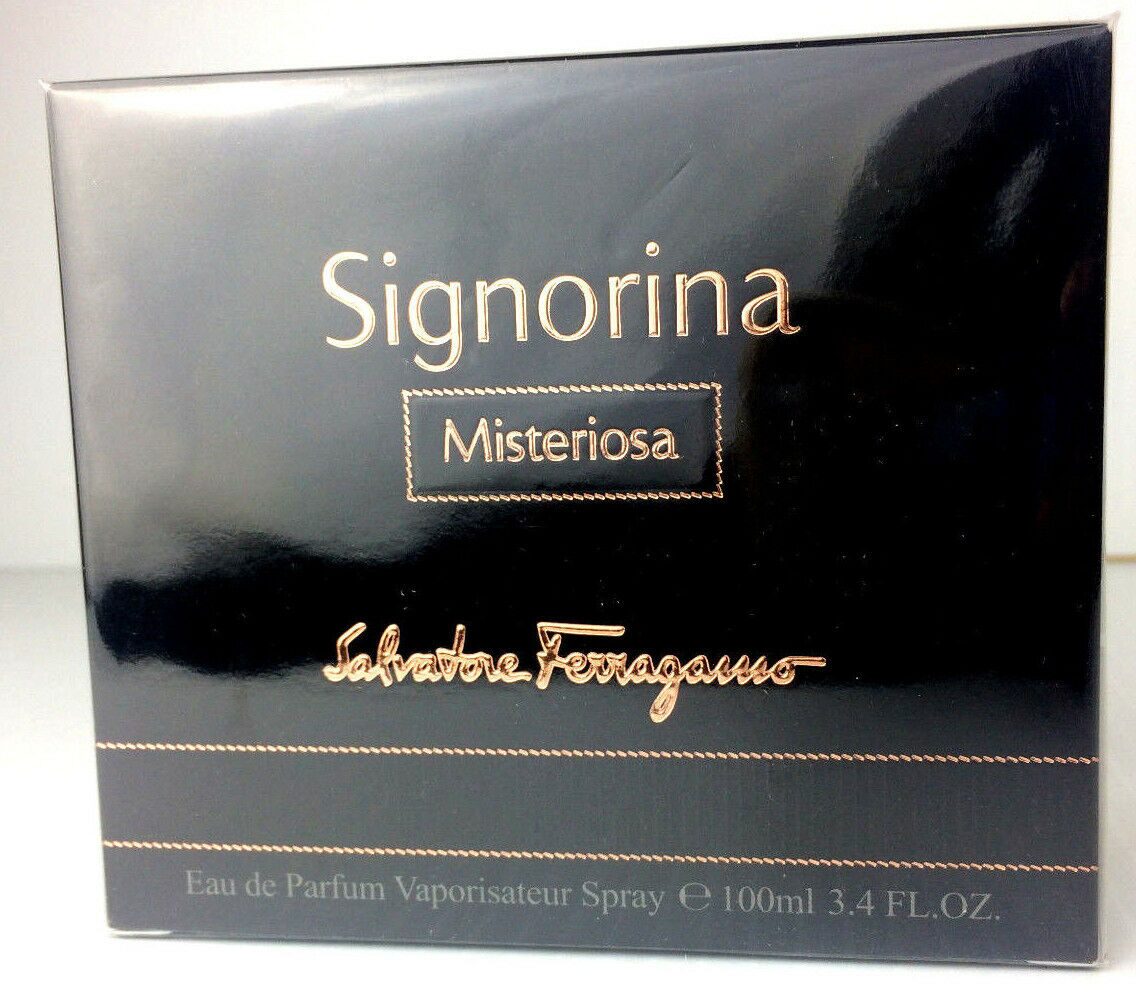 Signorina
Misteriosa
Salvatore Ferragamo
Eau de Parfum Vaporisateur Spray ℮ 100ml 3.4 FL.OZ.